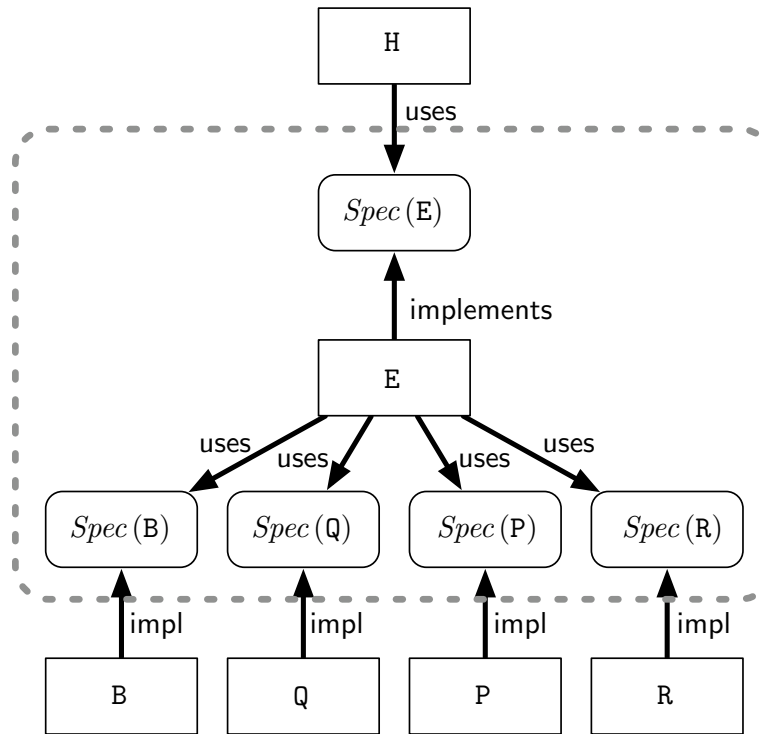 H
uses
Spec (E)
implements
E
uses
uses
uses
uses
Spec (B)
Spec (Q)
Spec (P)
Spec (R)
impl
impl
impl
impl
B
Q
P
R